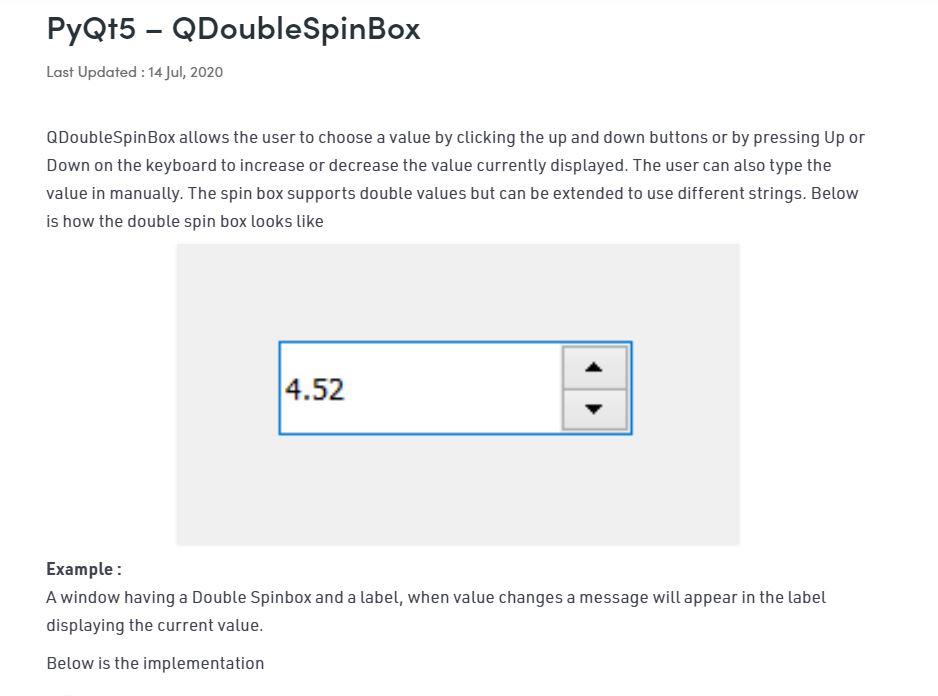 PyQt5 – QDoubleSpinBox
Last Updated : 14 Jul, 2020
QDoubleSpinBox allows the user to choose a value by clicking the up and down buttons or by pressing Up or
Down on the keyboard to increase or decrease the value currently displayed. The user can also type the
value in manually. The spin box supports double values but can be extended to use different strings. Below
is how the double spin box looks like
4.52
Example :
A window having a Double Spinbox and a label, when value changes a message will appear in the label
displaying the current value.
Below is the implementation